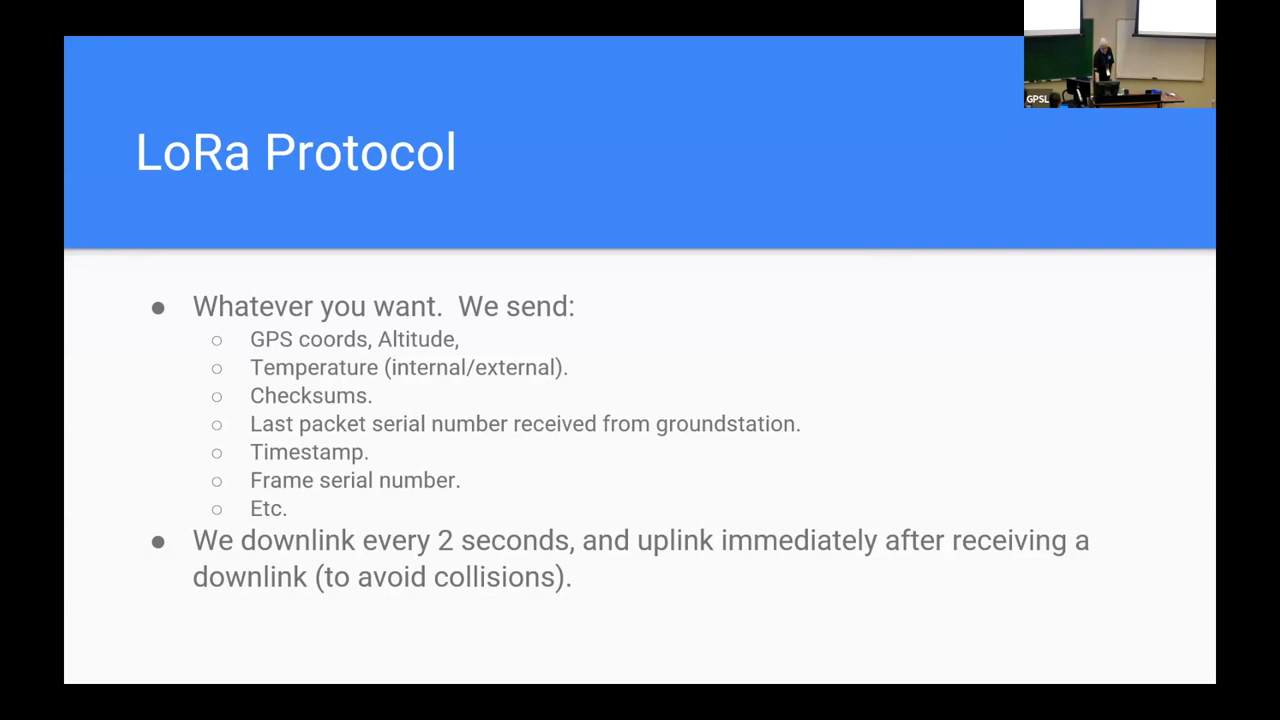 GPSL
LoRa Protocol
● Whatever you want.  We send:
○ GPS coords, Altitude,
○ Temperature (internal/external).
○ Checksums.
○ Last packet serial number received from groundstation.
○ Timestamp.
○ Frame serial number.
○ Etc.
● We downlink every 2 seconds, and uplink immediately after receiving a
downlink (to avoid collisions).